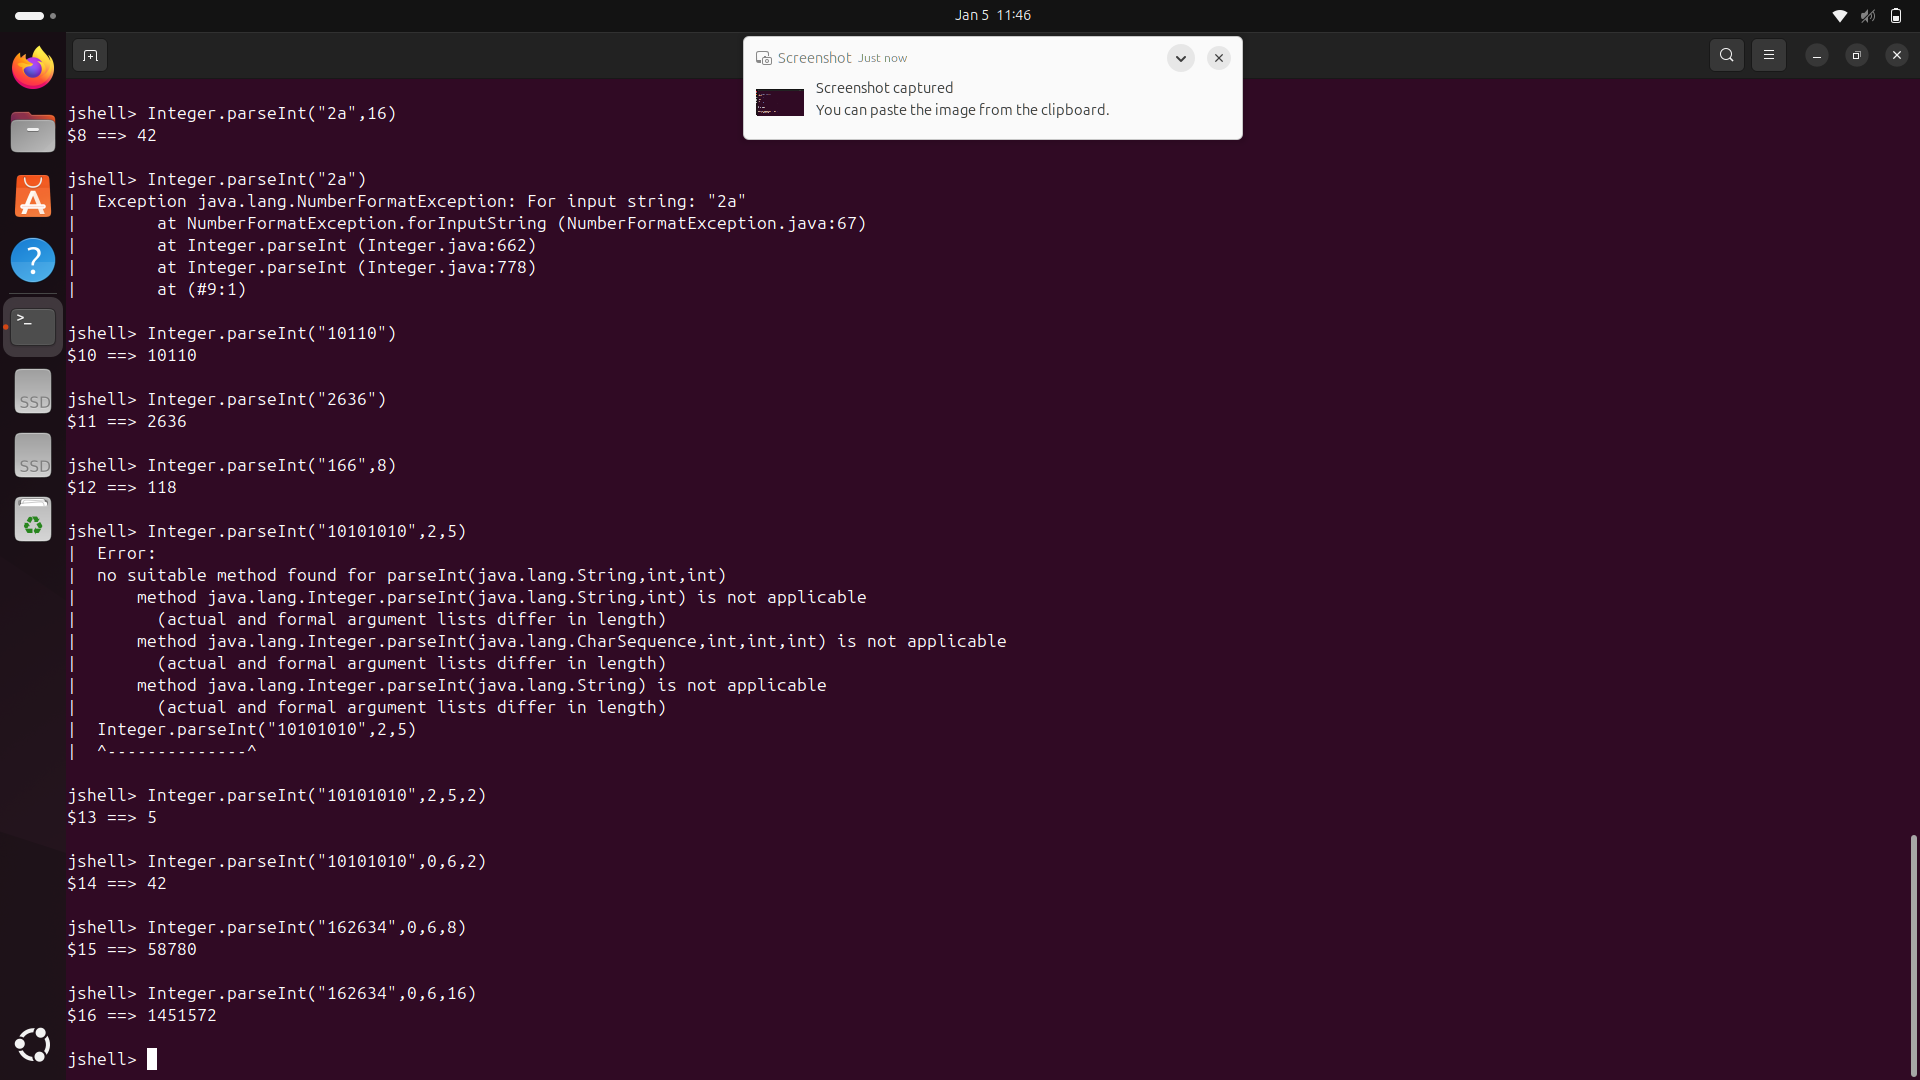 Jan 5 11:46
Screenshot Just now
Screenshot captured
You can paste the image from the clipboard.
jshell> Integer.parseInt("2a",16)
$8 ==> 42
jshell> Integer.parseInt("2a")
|  Exception java.lang.NumberFormatException: For input string: "2a"
|        at NumberFormatException.forInputString (NumberFormatException.java:67)
|        at Integer.parseInt (Integer.java:662)
|        at Integer.parseInt (Integer.java:778)
|        at (#9:1)
jshell> Integer.parseInt("10110")
$10 ==> 10110
jshell> Integer.parseInt("2636")
$11 ==> 2636
jshell> Integer.parseInt("166",8)
$12 ==> 118
jshell> Integer.parseInt("10101010",2,5)
|  Error:
|  no suitable method found for parseInt(java.lang.String,int,int)
|      method java.lang.Integer.parseInt(java.lang.String,int) is not applicable
|        (actual and formal argument lists differ in length)
|      method java.lang.Integer.parseInt(java.lang.CharSequence,int,int,int) is not applicable
|        (actual and formal argument lists differ in length)
|      method java.lang.Integer.parseInt(java.lang.String) is not applicable
|        (actual and formal argument lists differ in length)
|  Integer.parseInt("10101010",2,5)
|  ^--------------^
jshell> Integer.parseInt("10101010",2,5,2)
$13 ==> 5
jshell> Integer.parseInt("10101010",0,6,2)
$14 ==> 42
jshell> Integer.parseInt("162634",0,6,8)
$15 ==> 58780
jshell> Integer.parseInt("162634",0,6,16)
$16 ==> 1451572
jshell>
>_
SSD
SSD